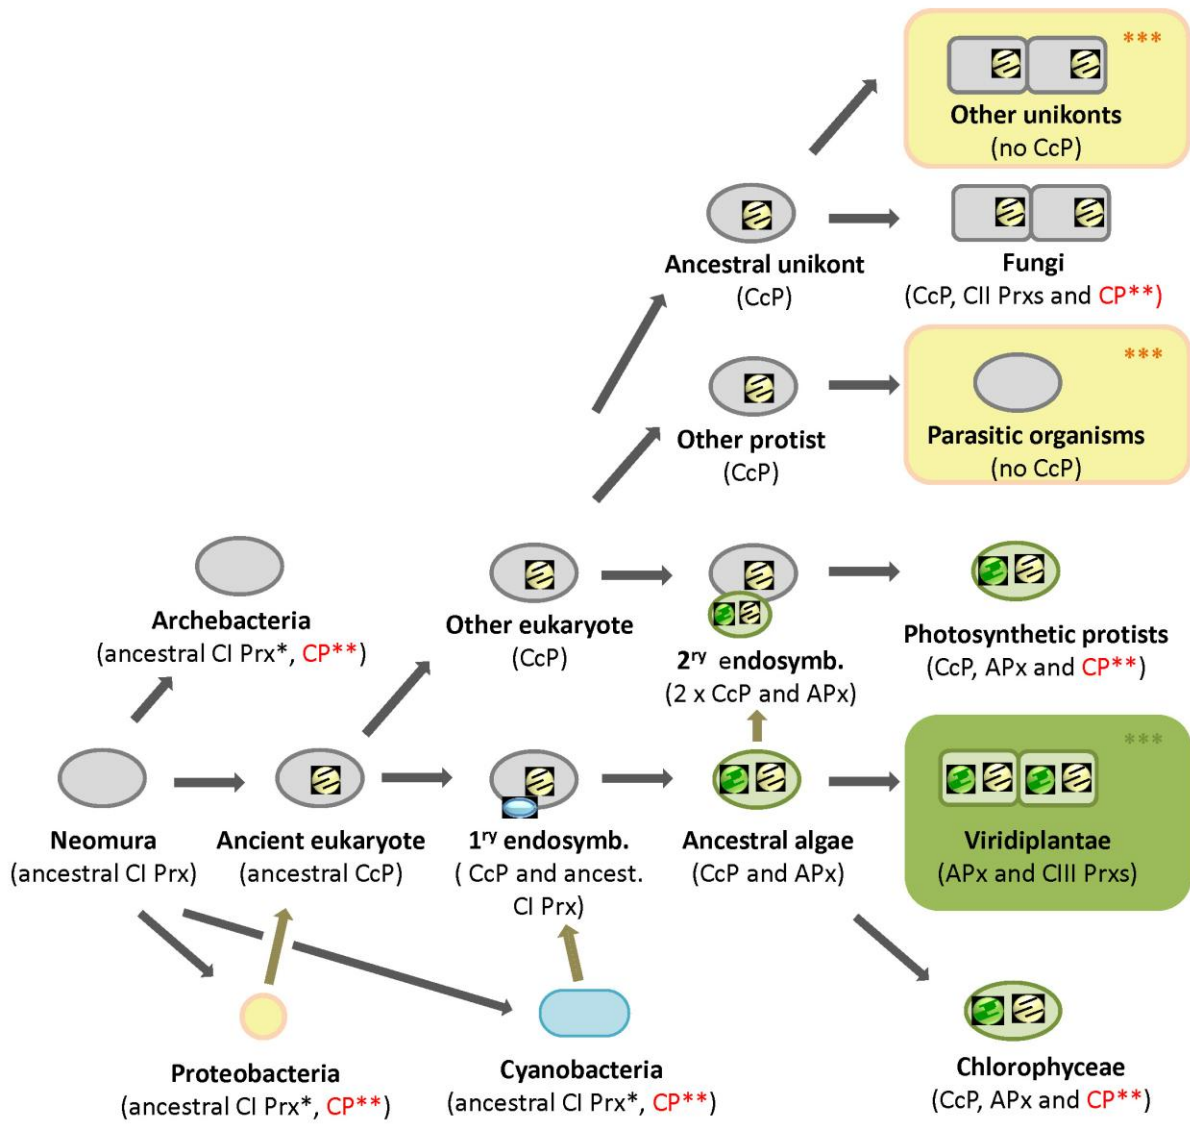 ***
Other unikonts
(no CcP)
Ancestral unikont
(CcP)
Fungi
(CcP, CII Prxs and CP**)
***
Other protist
(CcP)
Parasitic organisms
(no CcP)
Archebacteria
(ancestral CI Prx*, CP**)
Other eukaryote
(CcP)
2ry endosymb.
(2 x CcP and APx)
Photosynthetic protists
(CcP, APx and CP**)
Neomura
(ancestral CI Prx)
Ancient eukaryote
(ancestral CcP)
1ry endosymb.
( CcP and ancest.
CI Prx)
Ancestral algae
(CcP and APx)
***
Viridiplantae
(APx and CIII Prxs)
Proteobacteria
(ancestral CI Prx*, CP**)
Cyanobacteria
(ancestral CI Prx*, CP**)
Chlorophyceae
(CcP, APx and CP**)